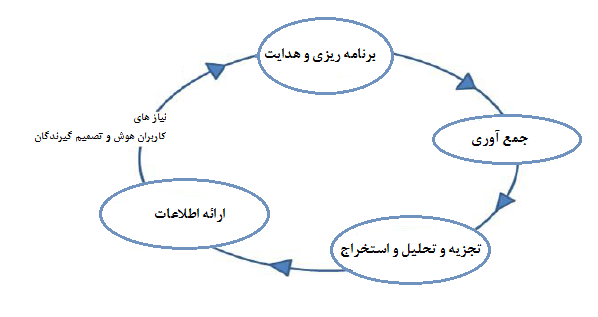 برنامه ریزی و هدایت
جمع آوری
تجزیه و تحلیل و استخراج
ارائه اطلاعات
نیاز های
کاربران هوش و تصمیم گیرندگان